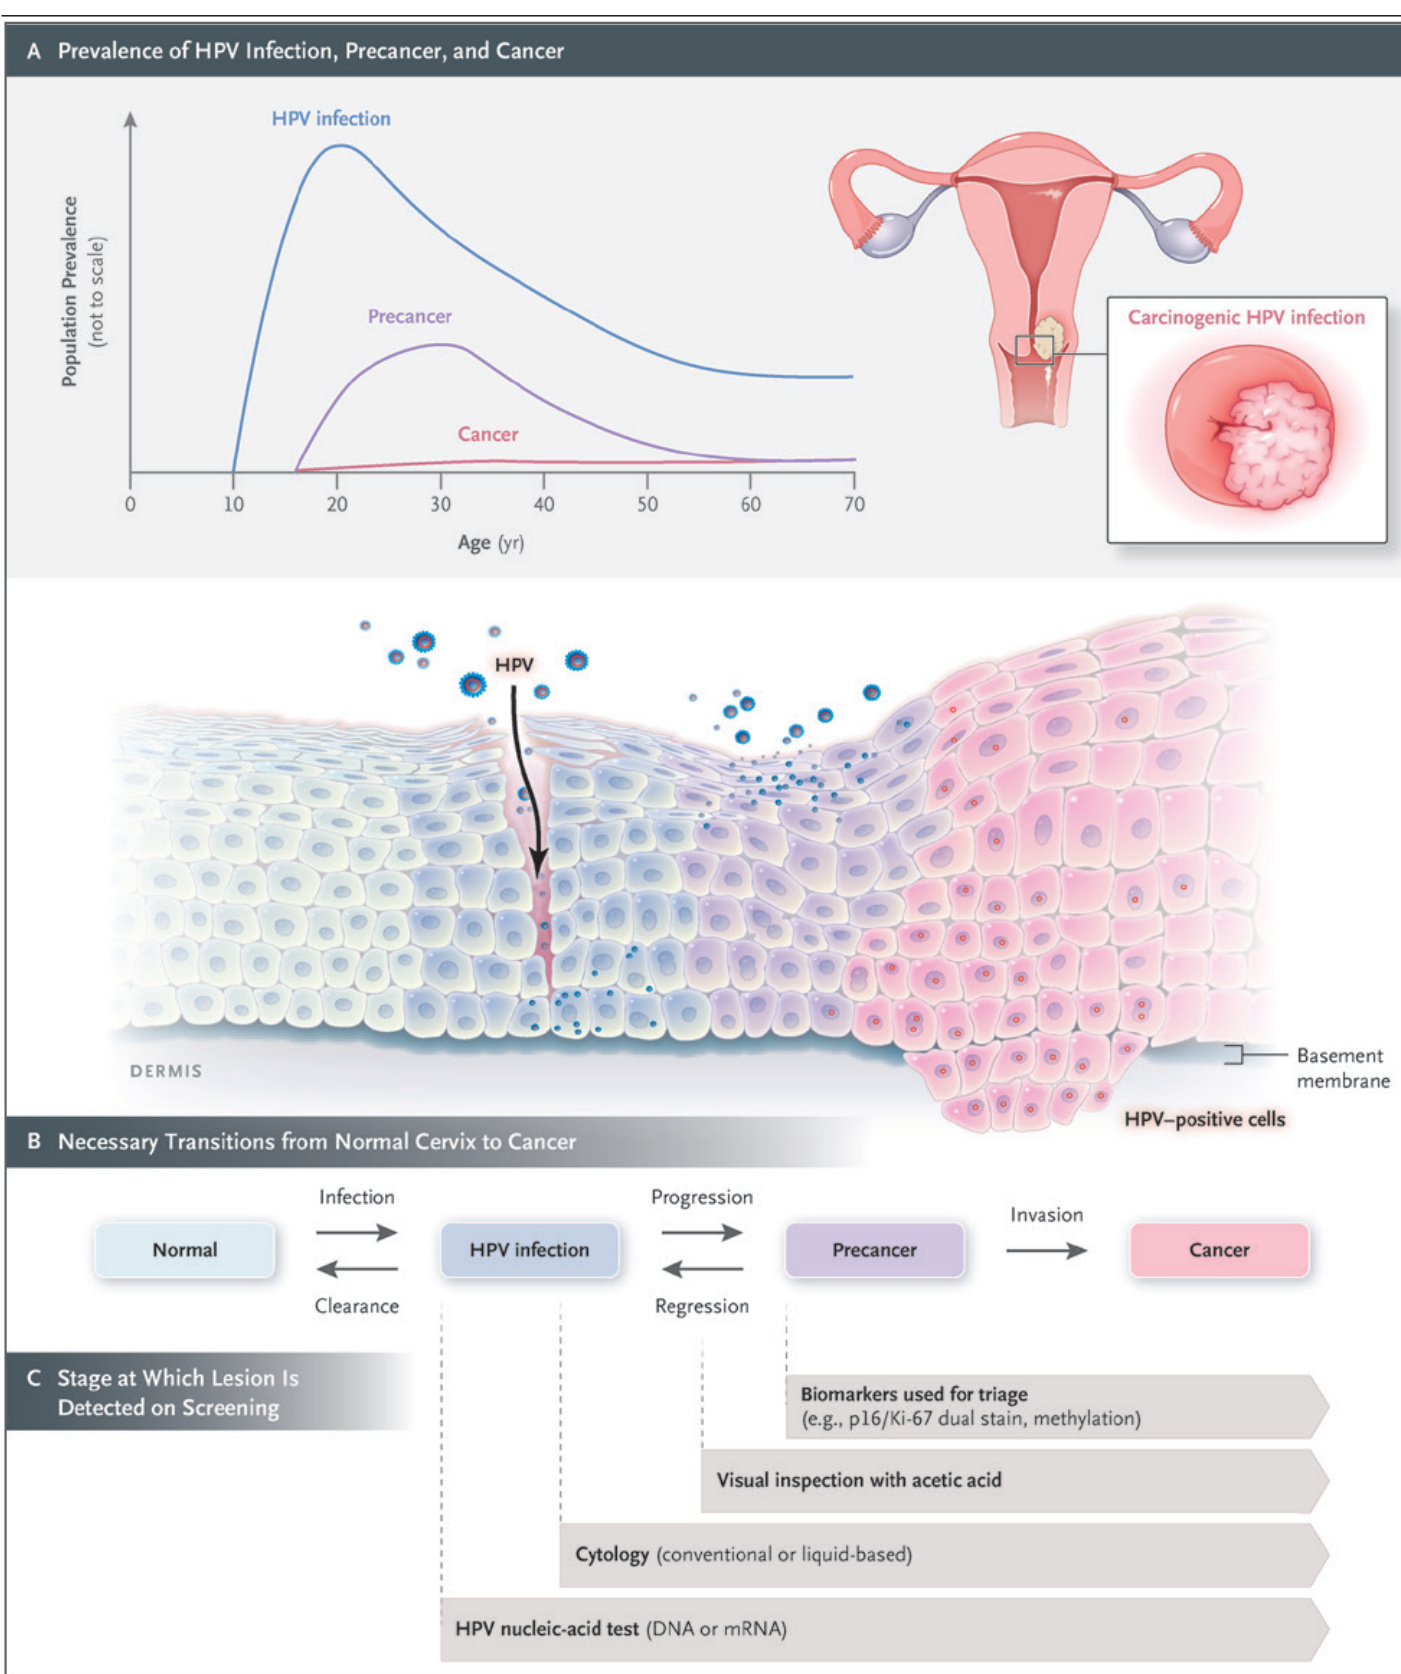 A Prevalence of HPV Infection, Precancer, and Cancer
HPV infection
Population Prevalence
(not to scale)
Precancer
Cancer
0 10 20 30 40 50 60 70
Age (yr)
Carcinogenic HPV infection
HPV
DERMIS
Basement
membrane
HPV–positive cells
B Necessary Transitions from Normal Cervix to Cancer
Infection
Progression
Invasion
Normal
HPV infection
Precancer
Cancer
Clearance
Regression
C Stage at Which Lesion Is
Detected on Screening
Biomarkers used for triage
(e.g., p16/Ki-67 dual stain, methylation)
Visual inspection with acetic acid
Cytology (conventional or liquid-based)
HPV nucleic-acid test (DNA or mRNA)